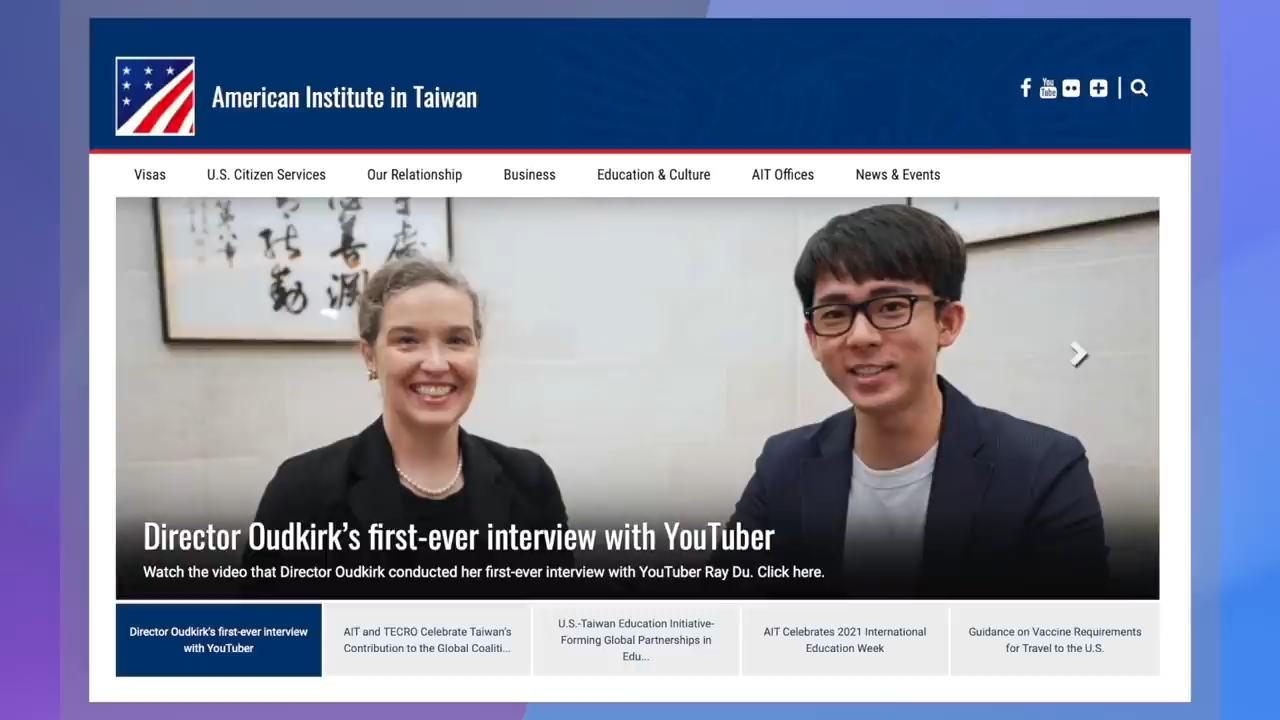 American Institute in Taiwan
You
Tube
Visas
U.S. Citizen Services
Our Relationship
Business
Education & Culture
AIT Offices
News & Events
Director Oudkirk's first-ever interview with YouTuber
Watch the video that Director Oudkirk conducted her first-ever interview with YouTuber Ray Du. Click here.
Director Oudkirk's first-ever interview
with YouTuber
AIT and TECRO Celebrate Taiwan's
Contribution to the Global Coaliti...
U.S.-Taiwan Education Initiative-
Forming Global Partnerships in
Edu...
AIT Celebrates 2021 International
Education Week
Guidance on Vaccine Requirements
for Travel to the U.S.